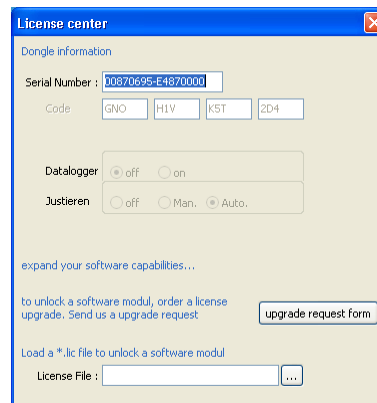 License center
Dongle information
Serial Number : 00870695-E4870000
Code GNO H1V K5T 2D4
Datalogger off on
Justieren off Man. Auto.
expand your software capabilities...
to unlock a software modul, order a license
upgrade. Send us a upgrade request
upgrade request form
Load a *.lic file to unlock a software modul
License File : ...